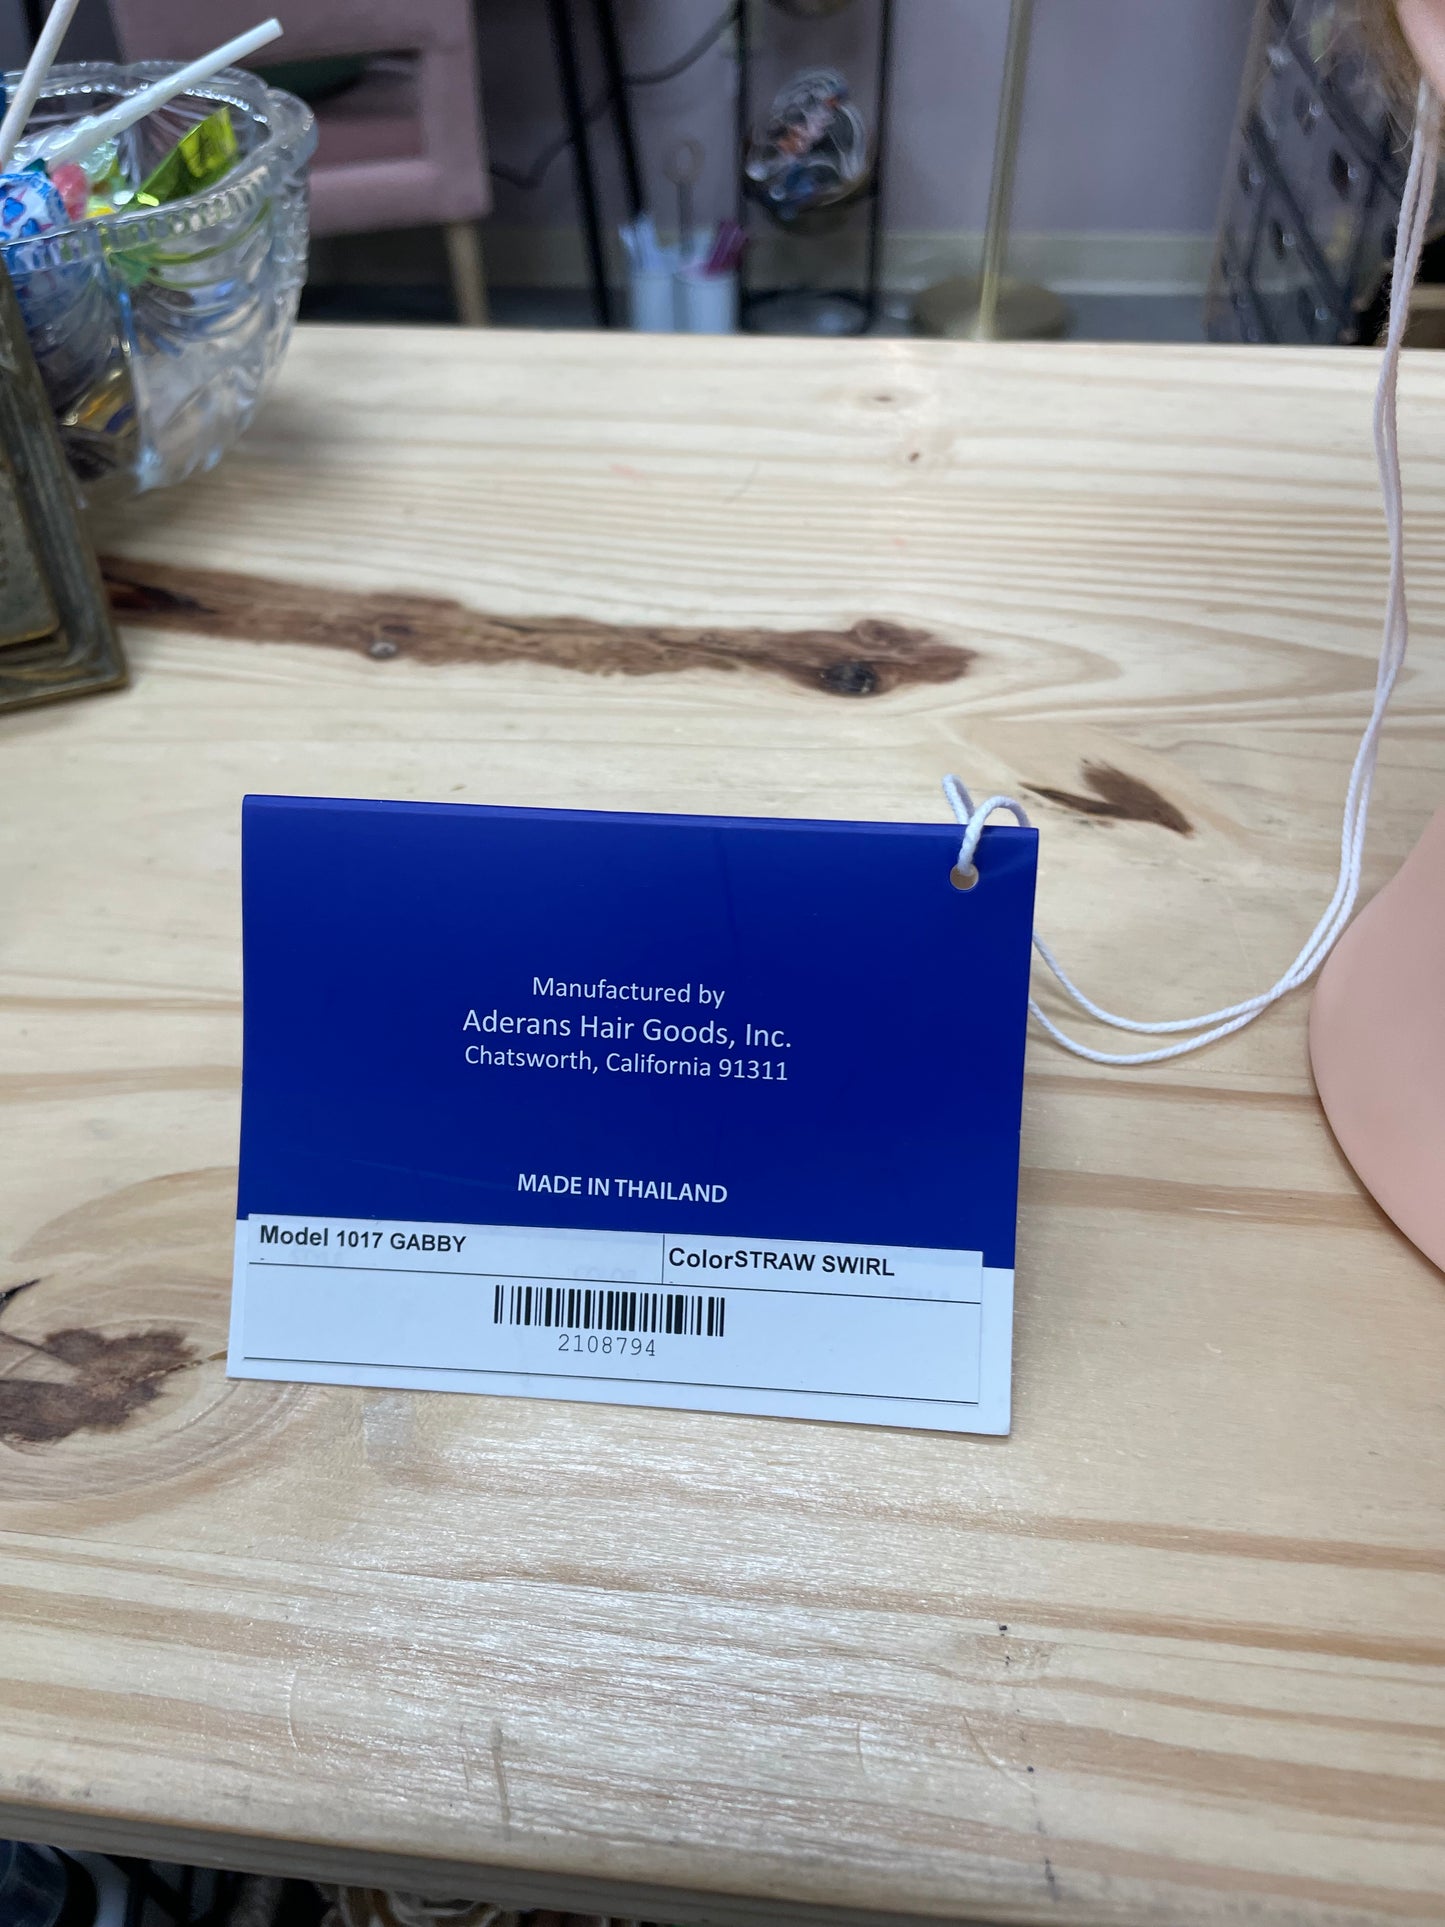 Manufactured by
Aderans Hair Goods, Inc.
Chatsworth, California 91311
MADE IN THAILAND
Model 1017 GABBY
ColorSTRAW SWIRL
2108794